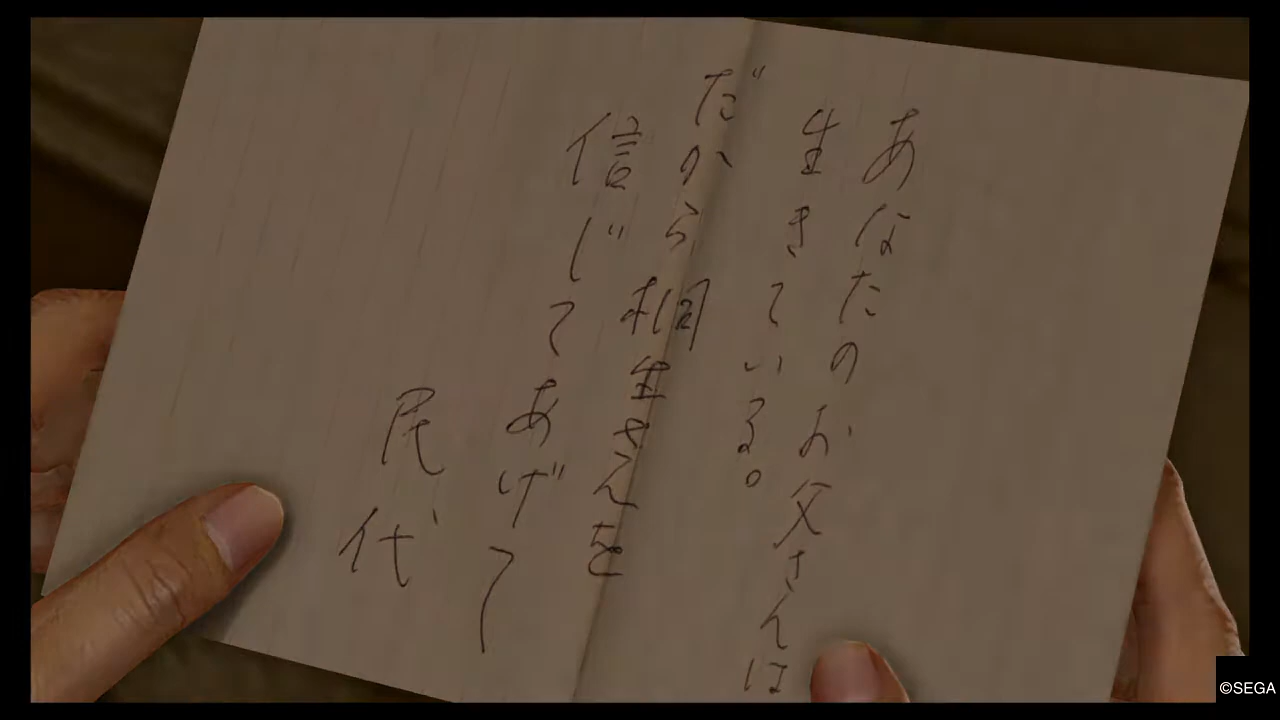 あなたのお父さんは
生きている。
だから桐生さんを
信じてあげて
民代
©SEGA